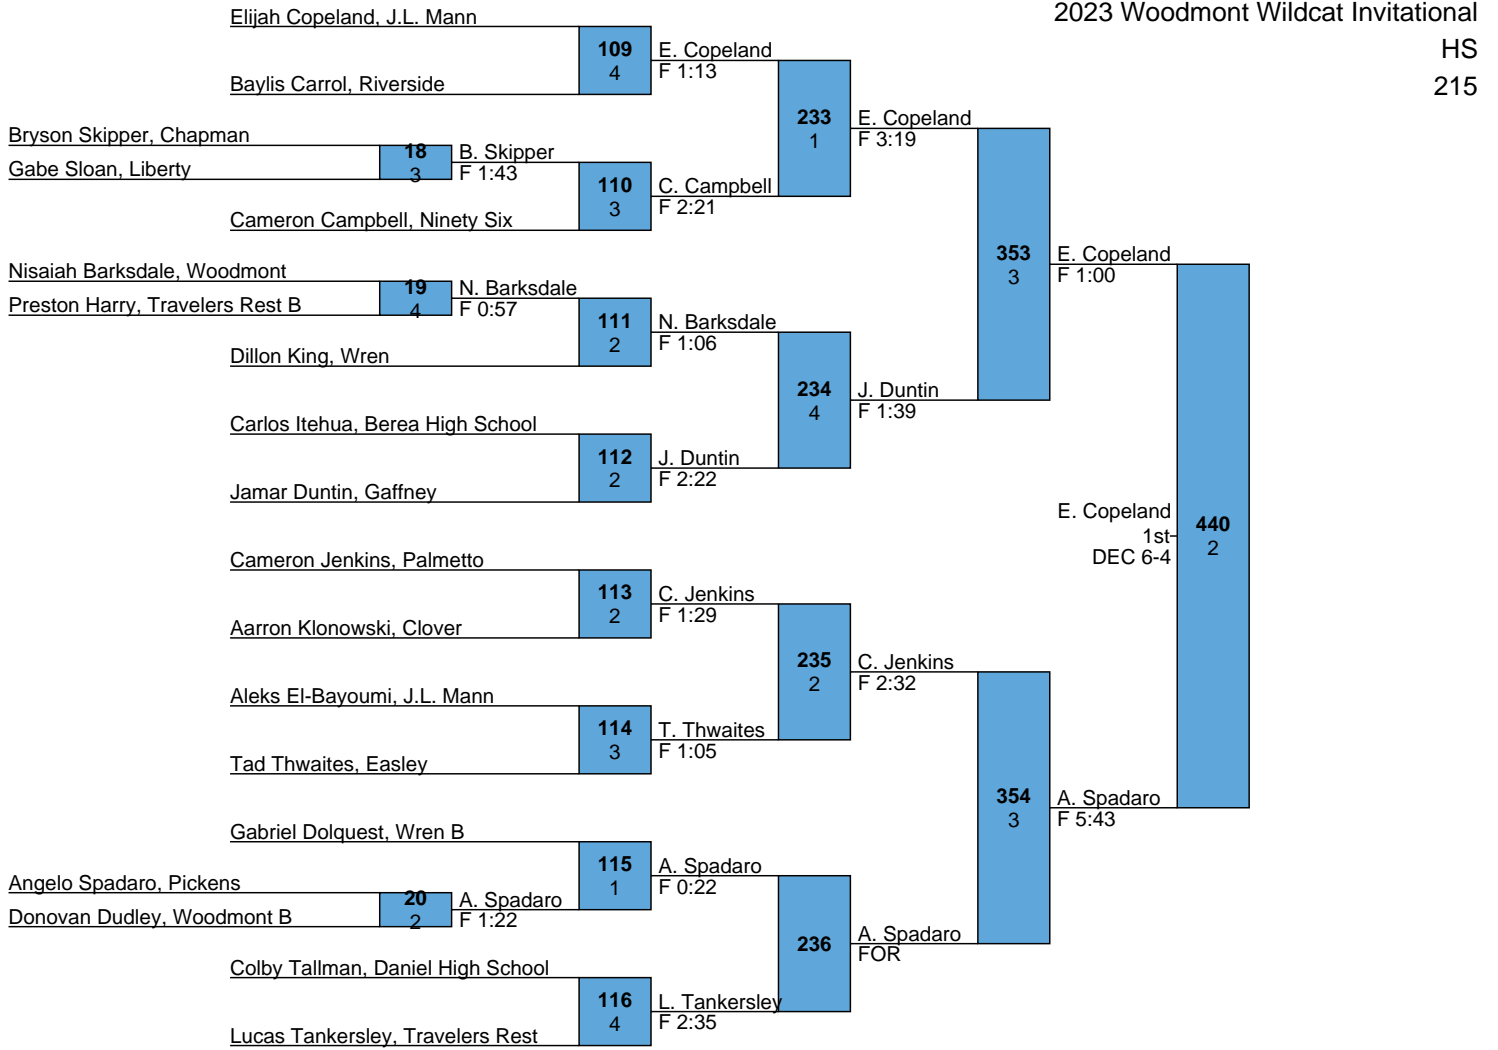 2023 Woodmont Wildcat Invitational
HS
215
Elijah Copeland, J.L. Mann
109
4
E. Copeland
F 1:13
Baylis Carrol, Riverside
233
1
E. Copeland
F 3:19
Bryson Skipper, Chapman
18
3
B. Skipper
F 1:43
Gabe Sloan, Liberty
110
3
C. Campbell
F 2:21
Cameron Campbell, Ninety Six
353
3
E. Copeland
F 1:00
Nisaiah Barksdale, Woodmont
19
4
N. Barksdale
F 0:57
Preston Harry, Travelers Rest B
111
2
N. Barksdale
F 1:06
Dillon King, Wren
234
4
J. Duntin
F 1:39
Carlos Itehua, Berea High School
112
2
J. Duntin
F 2:22
Jamar Duntin, Gaffney
E. Copeland
1st
DEC 6-4
440
2
Cameron Jenkins, Palmetto
113
2
C. Jenkins
F 1:29
Aarron Klonowski, Clover
235
2
C. Jenkins
F 2:32
Aleks El-Bayoumi, J.L. Mann
114
3
T. Thwaites
F 1:05
Tad Thwaites, Easley
354
3
A. Spadaro
F 5:43
Gabriel Dolquest, Wren B
115
1
A. Spadaro
F 0:22
Angelo Spadaro, Pickens
20
2
A. Spadaro
F 1:22
Donovan Dudley, Woodmont B
236
A. Spadaro
FOR
Colby Tallman, Daniel High School
116
4
L. Tankersley
F 2:35
Lucas Tankersley, Travelers Rest